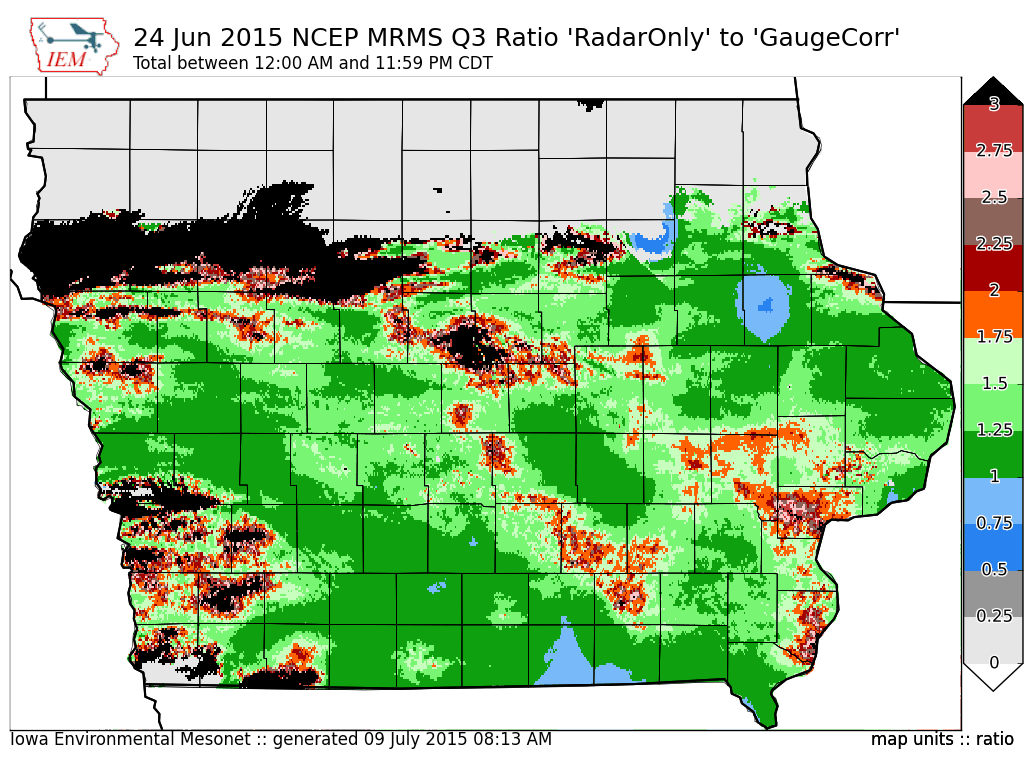 24 Jun 2015 NCEP MRMS Q3 Ratio 'RadarOnly' to 'GaugeCorr'
Total between 12:00 AM and 11:59 PM CDT
IEM
3
2.75
2.5
2.25
2
1.75
1.5
1.25
1
0.75
0.5
0.25
0
Iowa Environmental Mesonet :: generated 09 July 2015 08:13 AM
map units :: ratio